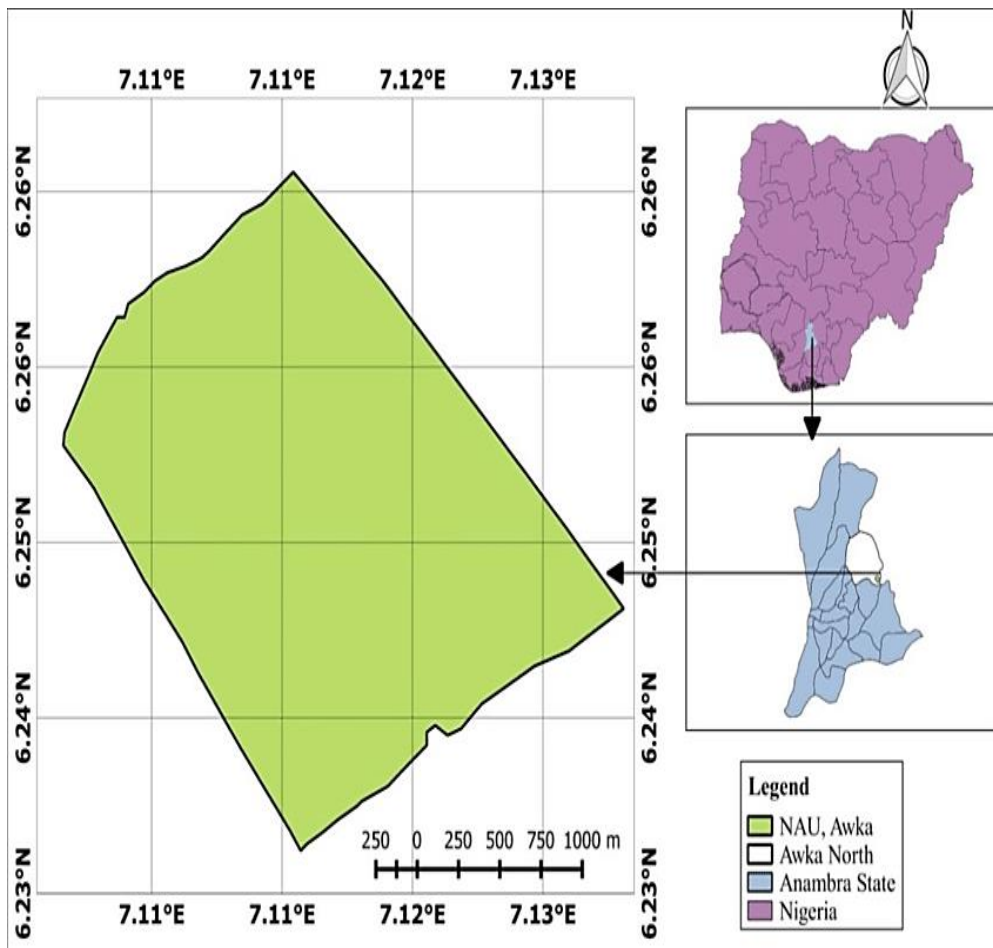 N
7.11°E 7.11°E 7.12°E 7.13°E
6.26°N 6.26°N
6.26°N 6.26°N
6.25°N 6.25°N
6.24°N 6.24°N
6.23°N 6.23°N
250 0 250 500 750 1000 m
7.11°E 7.11°E 7.12°E 7.13°E
Legend
NAU, Awka
Awka North
Anambra State
Nigeria